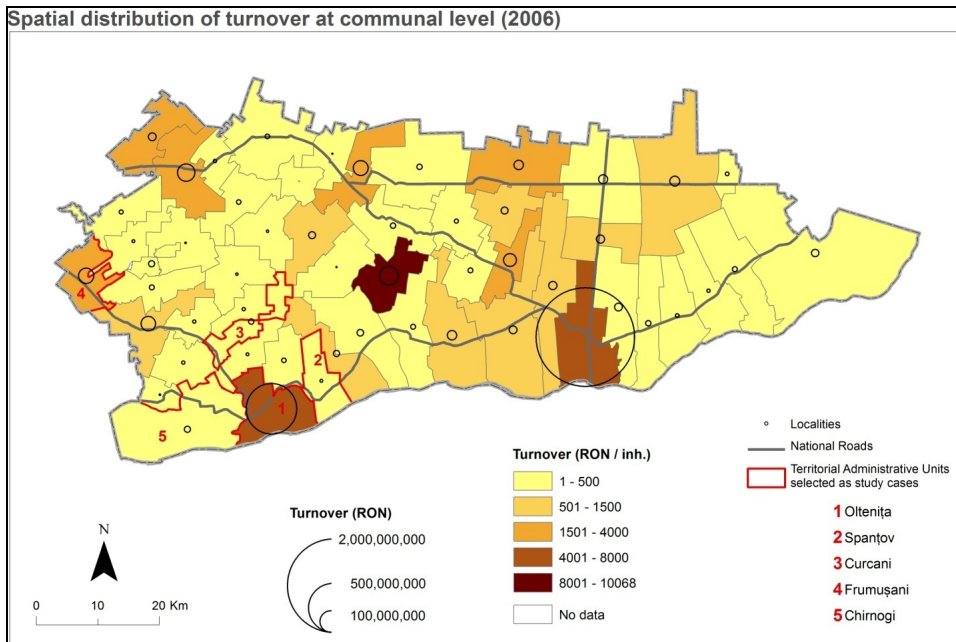 Spatial distribution of turnover at communal level (2006)
4
3
2
1
5
N
0 10 20 Km
Turnover (RON)
2,000,000,000
500,000,000
100,000,000
Turnover (RON / inh.)
1 - 500
501 - 1500
1501 - 4000
4001 - 8000
8001 - 10068
No data
Localities
National Roads
Territorial Administrative Units
selected as study cases
1 Oltenița
2 Spanțov
3 Curcani
4 Frumușani
5 Chirnogi